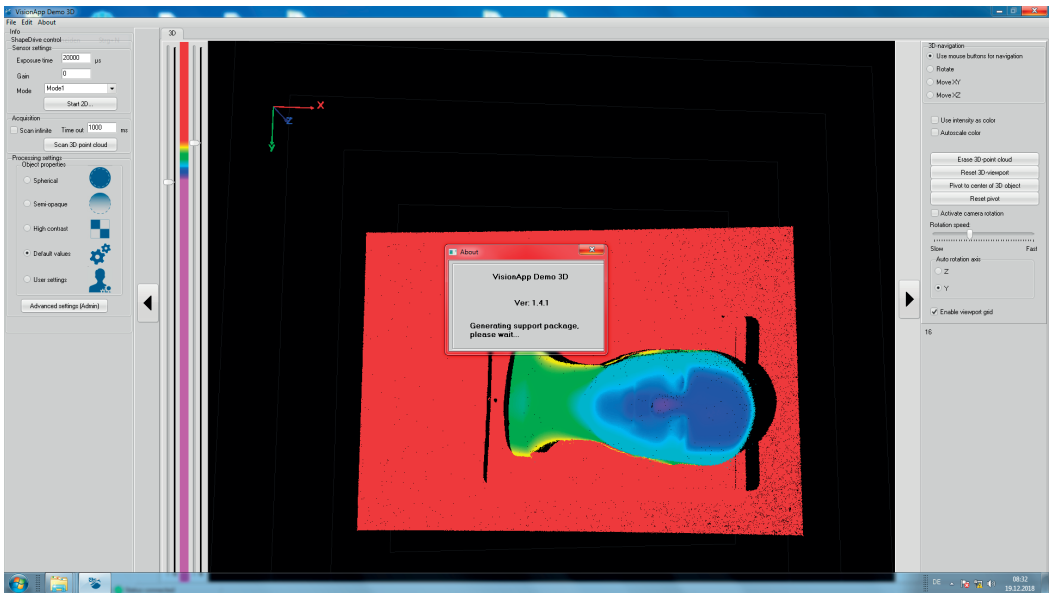 VisionApp Demo 3D
File Edit About
Info
ShapeDrive control
Sensor settings
Exposure time 20000 µs
Gain 0
Mode Mode1
Start 2D...
Acquisition
Scan infinite Time out 1000 ms
Scan 3D point cloud
Processing settings
Object properties
Spherical
Semi-opaque
High contrast
Default values
User settings
Advanced settings (Admin)
3D
X
Z
y
About
VisionApp Demo 3D
Ver: 1.4.1
Generating support package,
please wait...
3D-navigation
Use mouse buttons for navigation
Rotate
Move XY
Move XZ
Use intensity as color
Autoscale color
Erase 3D-point cloud
Reset 3D-viewport
Pivot to center of 3D object
Reset pivot
Activate camera rotation
Rotation speed:
Slow Fast
Auto rotation axis
Z
Y
Enable viewport grid
16
DE
08:32
19.12.2018